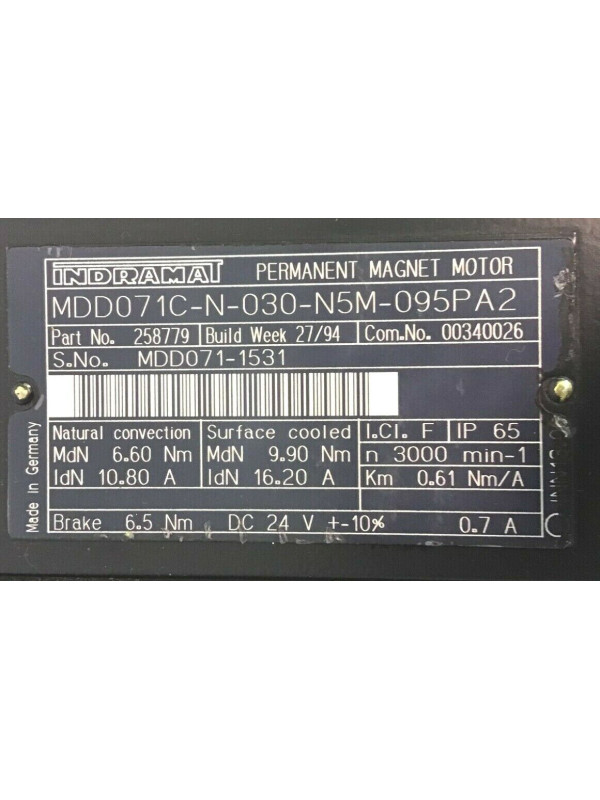 INDRAMAT PERMANENT MAGNET MOTOR
MDD071C-N-030-N5M-095PA2
Part No. 258779 Build Week 27/94 Com.No. 00340026
S.No. MDD071-1531
Natural convection Surface cooled I.Cl. F IP 65
MdN 6.60 Nm MdN 9.90 Nm n 3000 min-1
IdN 10.80 A IdN 16.20 A Km 0.61 Nm/A
Brake 6.5 Nm DC 24 V +-10% 0.7 A
Made in Germany